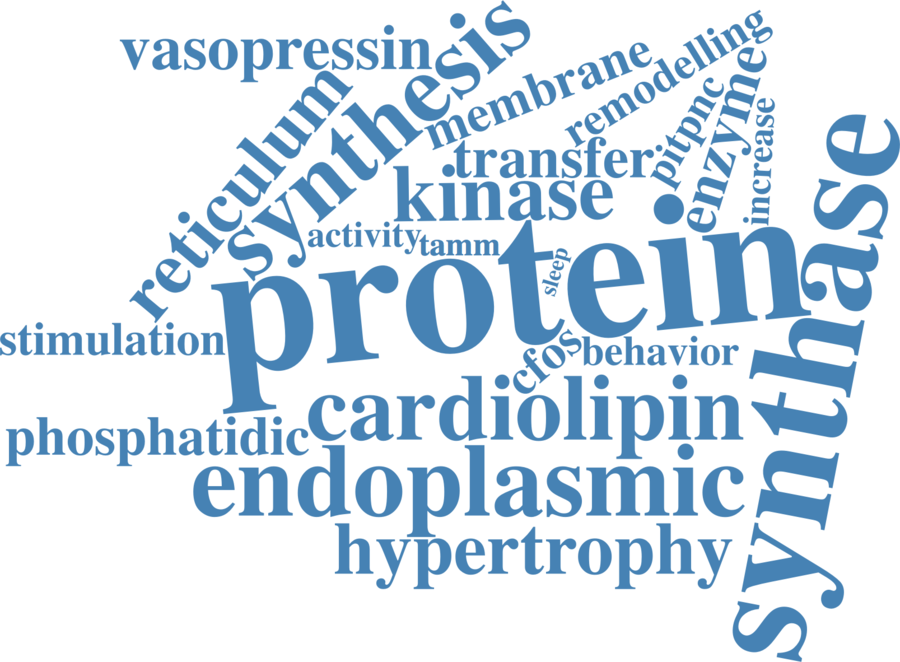 vasopressin
synthesis
reticulum
membrane
remodelling
pitpnc
enzyme
increase
transfer
kinase
activity
tamm
protein
sleep
synthase
stimulation
cfos
behavior
cardiolipin
phosphatidic
endoplasmic
hypertrophy